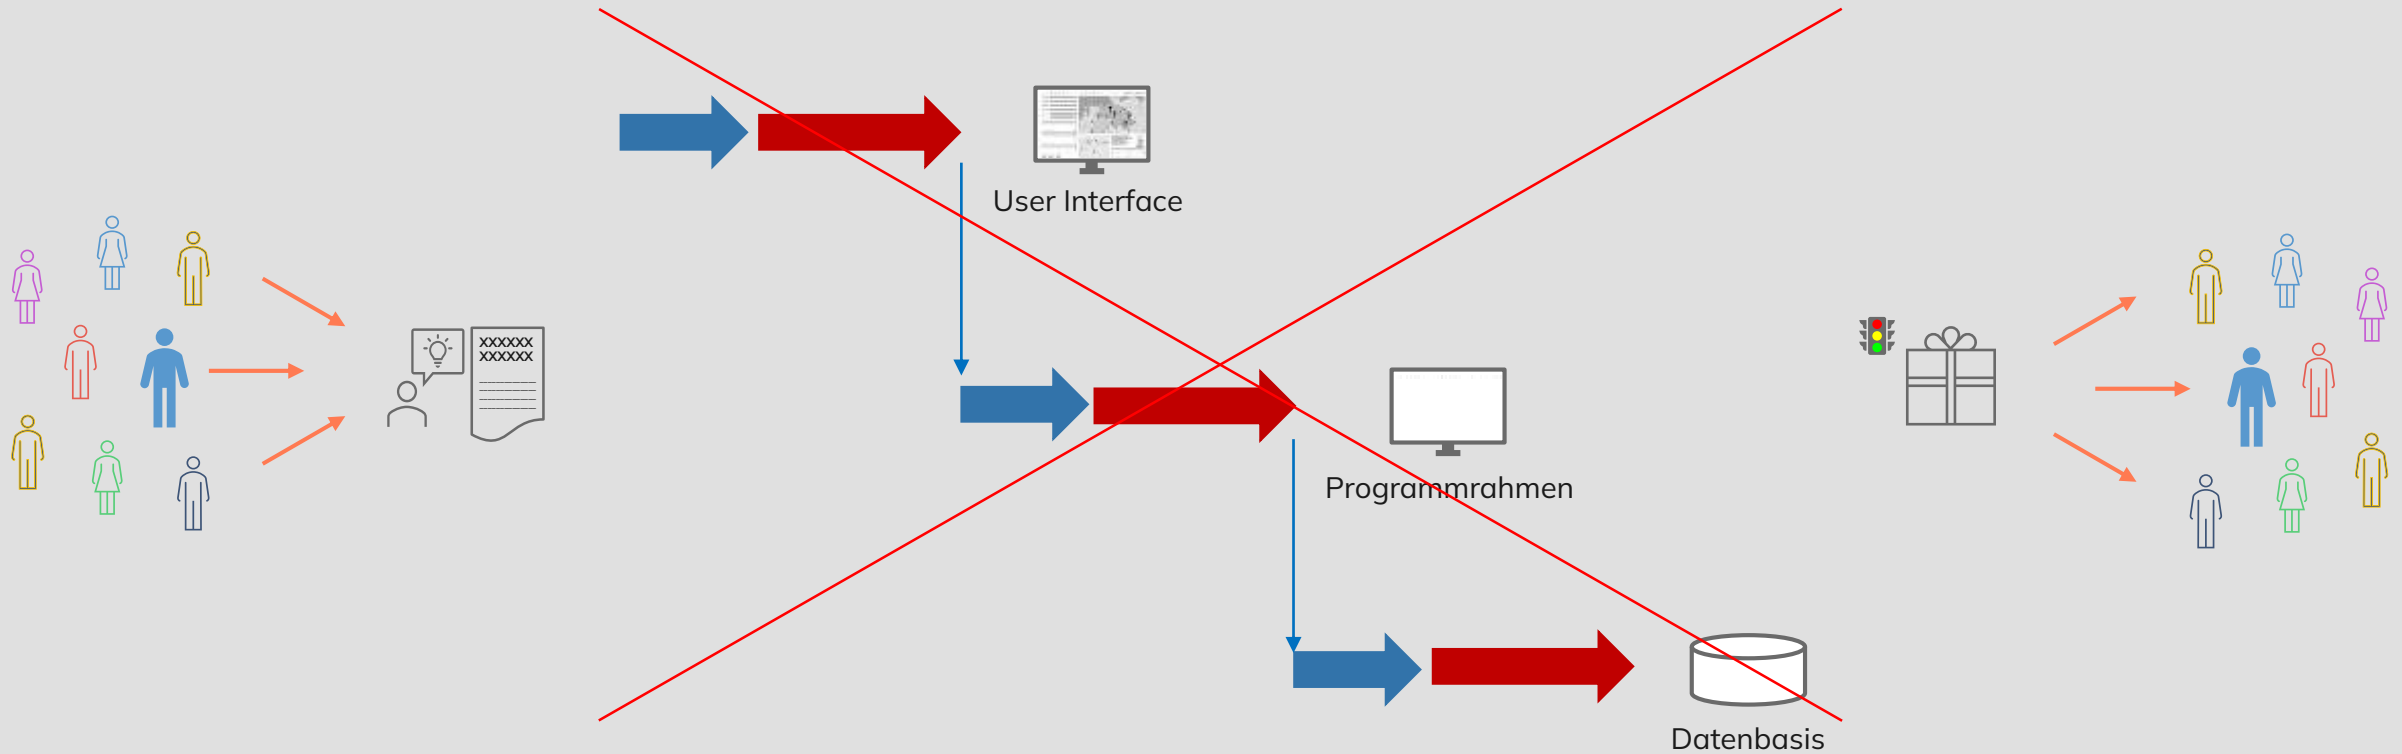 User Interface
XXXXXX
XXXXXX
Programmrahmen
Datenbasis